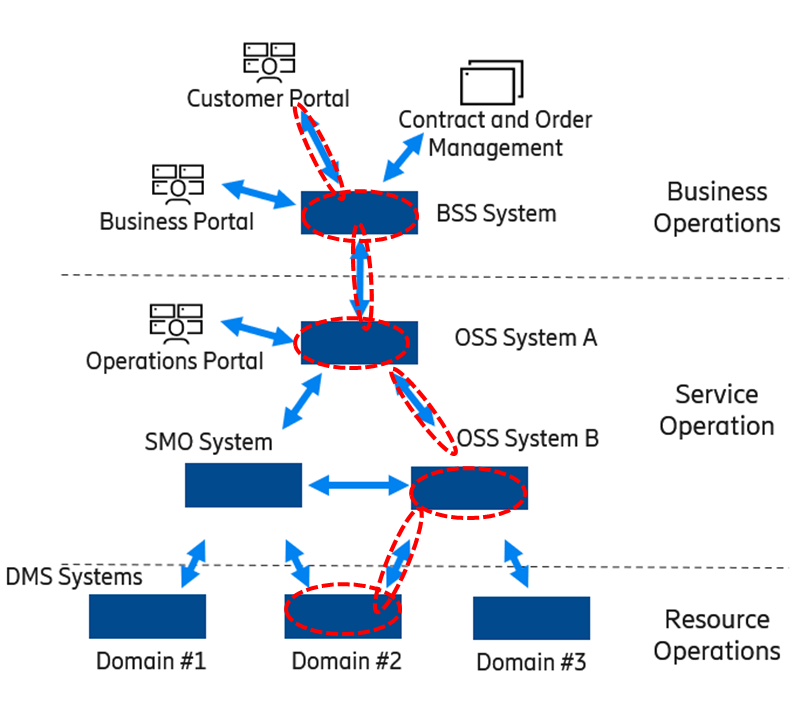 Customer Portal
Contract and Order
Management
Business Portal
BSS System
Business
Operations
Operations Portal
OSS System A
Service
Operation
SMO System
OSS System B
DMS Systems
Domain #1
Domain #2
Domain #3
Resource
Operations